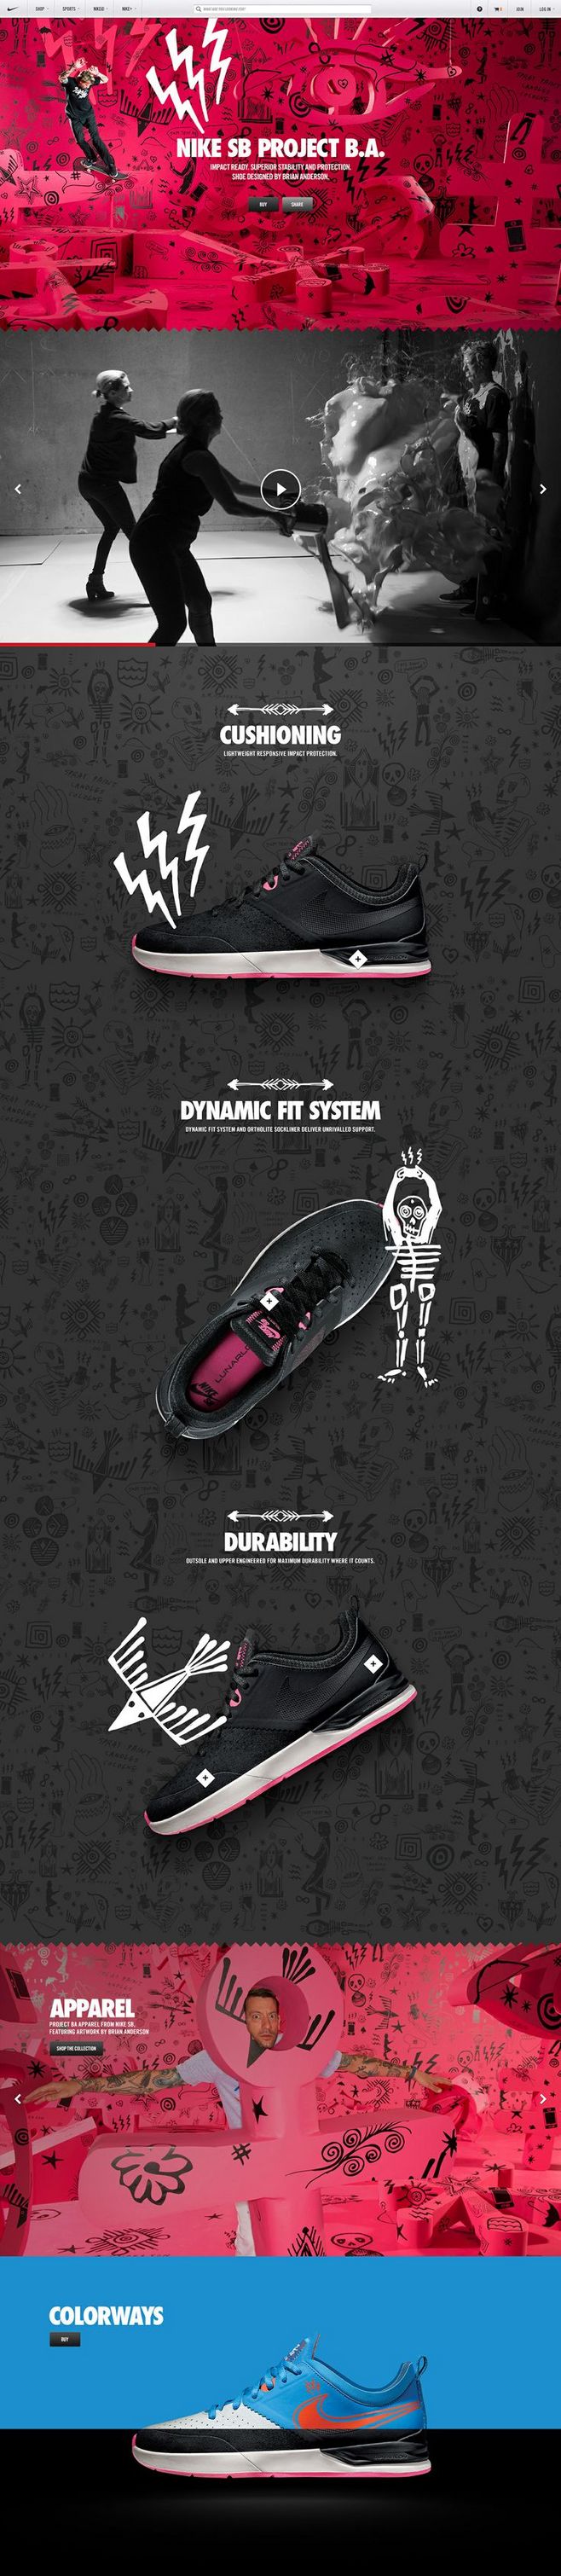 SHOP
SPORTS
NIKEiD
NIKE+
WHAT ARE YOU LOOKING FOR?
JOIN
LOG IN
NIKE SB PROJECT B.A.
IMPACT READY. SUPERIOR STABILITY AND PROTECTION.
SHOE DESIGNED BY BRIAN ANDERSON.
BUY
SHARE
CUSHIONING
LIGHTWEIGHT RESPONSIVE IMPACT PROTECTION.
DYNAMIC FIT SYSTEM
DYNAMIC FIT SYSTEM AND ORTHOLITE SOCKLINER DELIVER UNRIVALLED SUPPORT.
DURABILITY
OUTSOLE AND UPPER ENGINEERED FOR MAXIMUM DURABILITY WHERE IT COUNTS.
APPAREL
PROJECT BA APPAREL FROM NIKE SB,
FEATURING ARTWORK BY BRIAN ANDERSON
SHOP THE COLLECTION
COLORWAYS
BUY